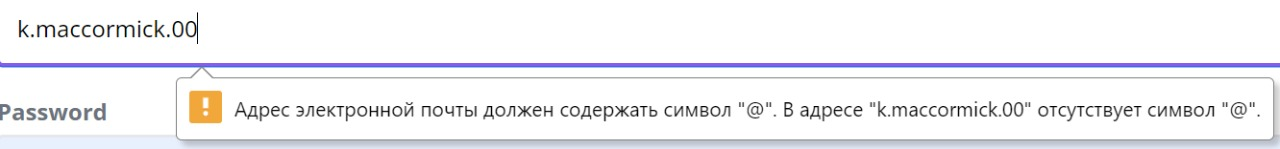 k.maccormick.00
Адрес электронной почты должен содержать символ "@". В адресе "k.maccormick.00" отсутствует символ "@".
Password